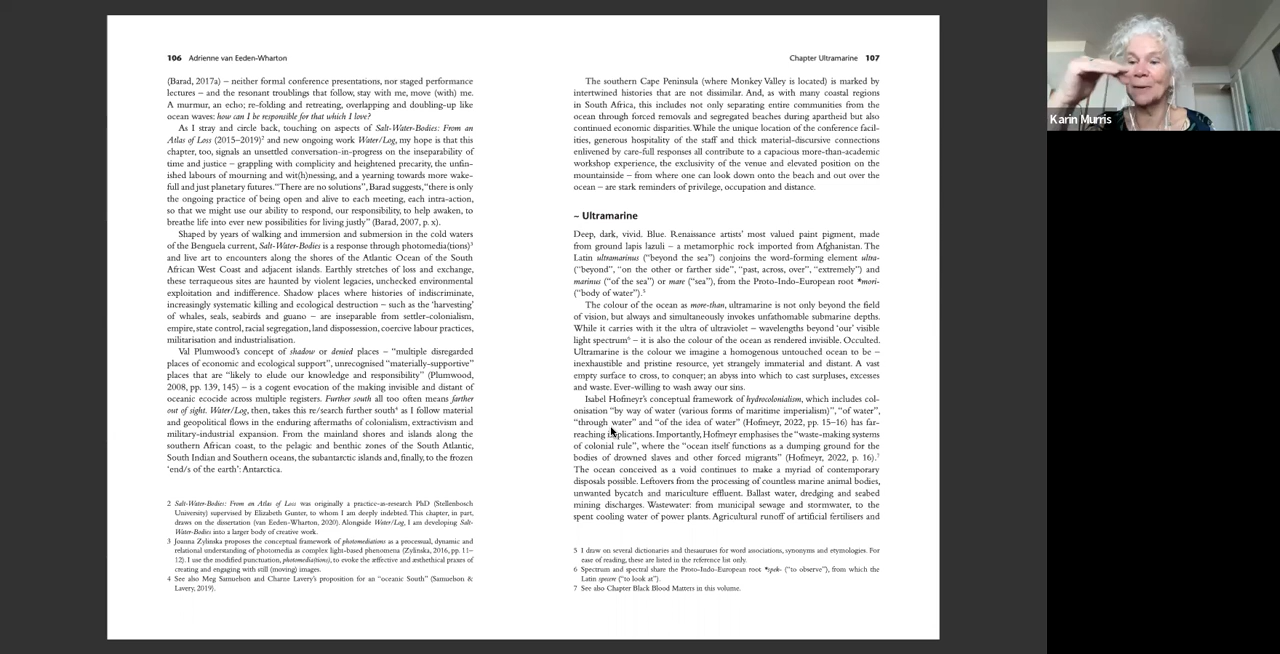 106 Adrienne van Eeden-Wharton
(Barad, 2017a) – neither formal conference presentations, nor staged performance
lectures – and the resonant troublings that follow, stay with me, move (with) me.
A murmur, an echo; re-folding and retreating, overlapping and doubling-up like
ocean waves: how can I be responsible for that which I love?
As I stray and circle back, touching on aspects of Salt-Water-Bodies: From an
Atlas of Loss (2015–2019)2 and new ongoing work Water/Log, my hope is that this
chapter, too, signals an unsettled conversation-in-progress on the inseparability of
time and justice – grappling with complicity and heightened precarity, the unfin-
ished labours of mourning and wit(h)nessing, and a yearning towards more wake-
full and just planetary futures. “There are no solutions”, Barad suggests, “there is only
the ongoing practice of being open and alive to each meeting, each intra-action,
so that we might use our ability to respond, our responsibility, to help awaken, to
breathe life into ever new possibilities for living justly” (Barad, 2007, p. x).
Shaped by years of walking and immersion and submersion in the cold waters
of the Benguela current, Salt-Water-Bodies is a response through photomedia(tions)3
and live art to encounters along the shores of the Atlantic Ocean of the South
African West Coast and adjacent islands. Earthly stretches of loss and exchange,
these terraqueous sites are haunted by violent legacies, unchecked environmental
exploitation and indifference. Shadow places where histories of indiscriminate,
increasingly systematic killing and ecological destruction – such as the ‘harvesting’
of whales, seals, seabirds and guano – are inseparable from settler-colonialism,
empire, state control, racial segregation, land dispossession, coercive labour practices,
militarisation and industrialisation.
Val Plumwood’s concept of shadow or denied places – “multiple disregarded
places of economic and ecological support”, unrecognised “materially-supportive”
places that are “likely to elude our knowledge and responsibility” (Plumwood,
2008, pp. 139, 145) – is a cogent evocation of the making invisible and distant of
oceanic ecocide across multiple registers. Further south all too often means farther
out of sight. Water/Log, then, takes this re/search further south4 as I follow material
and geopolitical flows in the enduring aftermaths of colonialism, extractivism and
military-industrial expansion. From the mainland shores and islands along the
southern African coast, to the pelagic and benthic zones of the South Atlantic,
South Indian and Southern oceans, the subantarctic islands and, finally, to the frozen
‘end/s of the earth’: Antarctica.
2 Salt-Water-Bodies: From an Atlas of Loss was originally a practice-as-research PhD (Stellenbosch
University) supervised by Elizabeth Gunter, to whom I am deeply indebted. This chapter, in part,
draws on the dissertation (van Eeden-Wharton, 2020). Alongside Water/Log, I am developing Salt-
Water-Bodies into a larger body of creative work.
3 Joanna Zylinska proposes the conceptual framework of photomediations as a processual, dynamic and
relational understanding of photomedia as complex light-based phenomena (Zylinska, 2016, pp. 11–
12). I use the modified punctuation, photomedia(tions), to evoke the æffective and æsthethical praxes of
creating and engaging with still (moving) images.
4 See also Meg Samuelson and Charne Lavery’s proposition for an “oceanic South” (Samuelson &
Lavery, 2019).
Chapter Ultramarine 107
The southern Cape Peninsula (where Monkey Valley is located) is marked by
intertwined histories that are not dissimilar. And, as with many coastal regions
in South Africa, this includes not only separating entire communities from the
ocean through forced removals and segregated beaches during apartheid but also
continued economic disparities. While the unique location of the conference facil-
ities, generous hospitality of the staff and thick material-discursive connections
enlivened by care-full responses all contribute to a capacious more-than-academic
workshop experience, the exclusivity of the venue and elevated position on the
mountainside – from where one can look down onto the beach and out over the
ocean – are stark reminders of privilege, occupation and distance.
~ Ultramarine
Deep, dark, vivid. Blue. Renaissance artists’ most valued paint pigment, made
from ground lapis lazuli – a metamorphic rock imported from Afghanistan. The
Latin ultramarinus (“beyond the sea”) conjoins the word-forming element ultra-
(“beyond”, “on the other or farther side”, “past, across, over”, “extremely”) and
marinus (“of the sea”) or mare (“sea”), from the Proto-Indo-European root *mori-
(“body of water”).5
The colour of the ocean as more-than, ultramarine is not only beyond the field
of vision, but always and simultaneously invokes unfathomable submarine depths.
While it carries with it the ultra of ultraviolet – wavelengths beyond ‘our’ visible
light spectrum6 – it is also the colour of the ocean as rendered invisible. Occulted.
Ultramarine is the colour we imagine a homogenous untouched ocean to be –
inexhaustible and pristine resource, yet strangely immaterial and distant. A vast
empty surface to cross, to conquer; an abyss into which to cast surpluses, excesses
and waste. Ever-willing to wash away our sins.
Isabel Hofmeyr’s conceptual framework of hydrocolonialism, which includes col-
onisation “by way of water (various forms of maritime imperialism)”, “of water”,
“through water” and “of the idea of water” (Hofmeyr, 2022, pp. 15–16) has far-
reaching implications. Importantly, Hofmeyr emphasises the “waste-making systems
of colonial rule”, where the “ocean itself functions as a dumping ground for the
bodies of drowned slaves and other forced migrants” (Hofmeyr, 2022, p. 16).7
The ocean conceived as a void continues to make a myriad of contemporary
disposals possible. Leftovers from the processing of countless marine animal bodies,
unwanted bycatch and mariculture effluent. Ballast water, dredging and seabed
mining discharges. Wastewater: from municipal sewage and stormwater, to the
spent cooling water of power plants. Agricultural runoff of artificial fertilisers and
5 I draw on several dictionaries and thesauruses for word associations, synonyms and etymologies. For
ease of reading, these are listed in the reference list only.
6 Spectrum and spectral share the Proto-Indo-European root *spek- (“to observe”), from which the
Latin specere (“to look at”).
7 See also Chapter Black Blood Matters in this volume.
Karin Murris